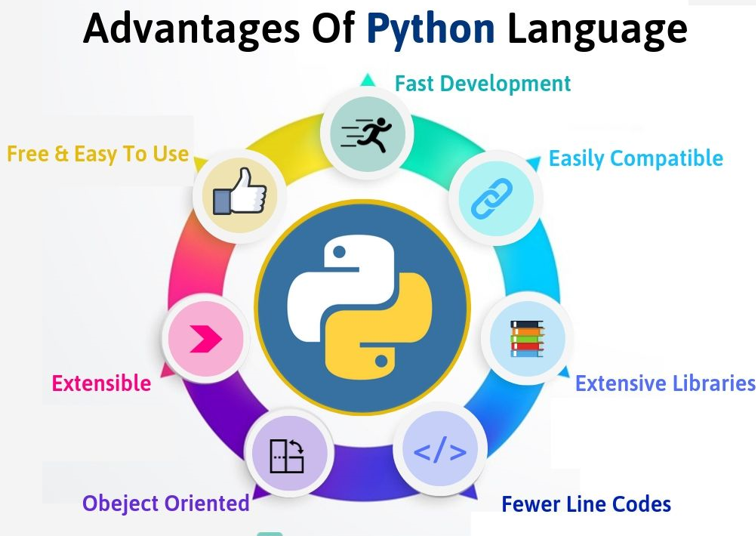 Advantages Of Python Language
Fast Development
Free & Easy To Use
Easily Compatible
Extensible
Extensive Libraries
</>
Obeject Oriented
Fewer Line Codes